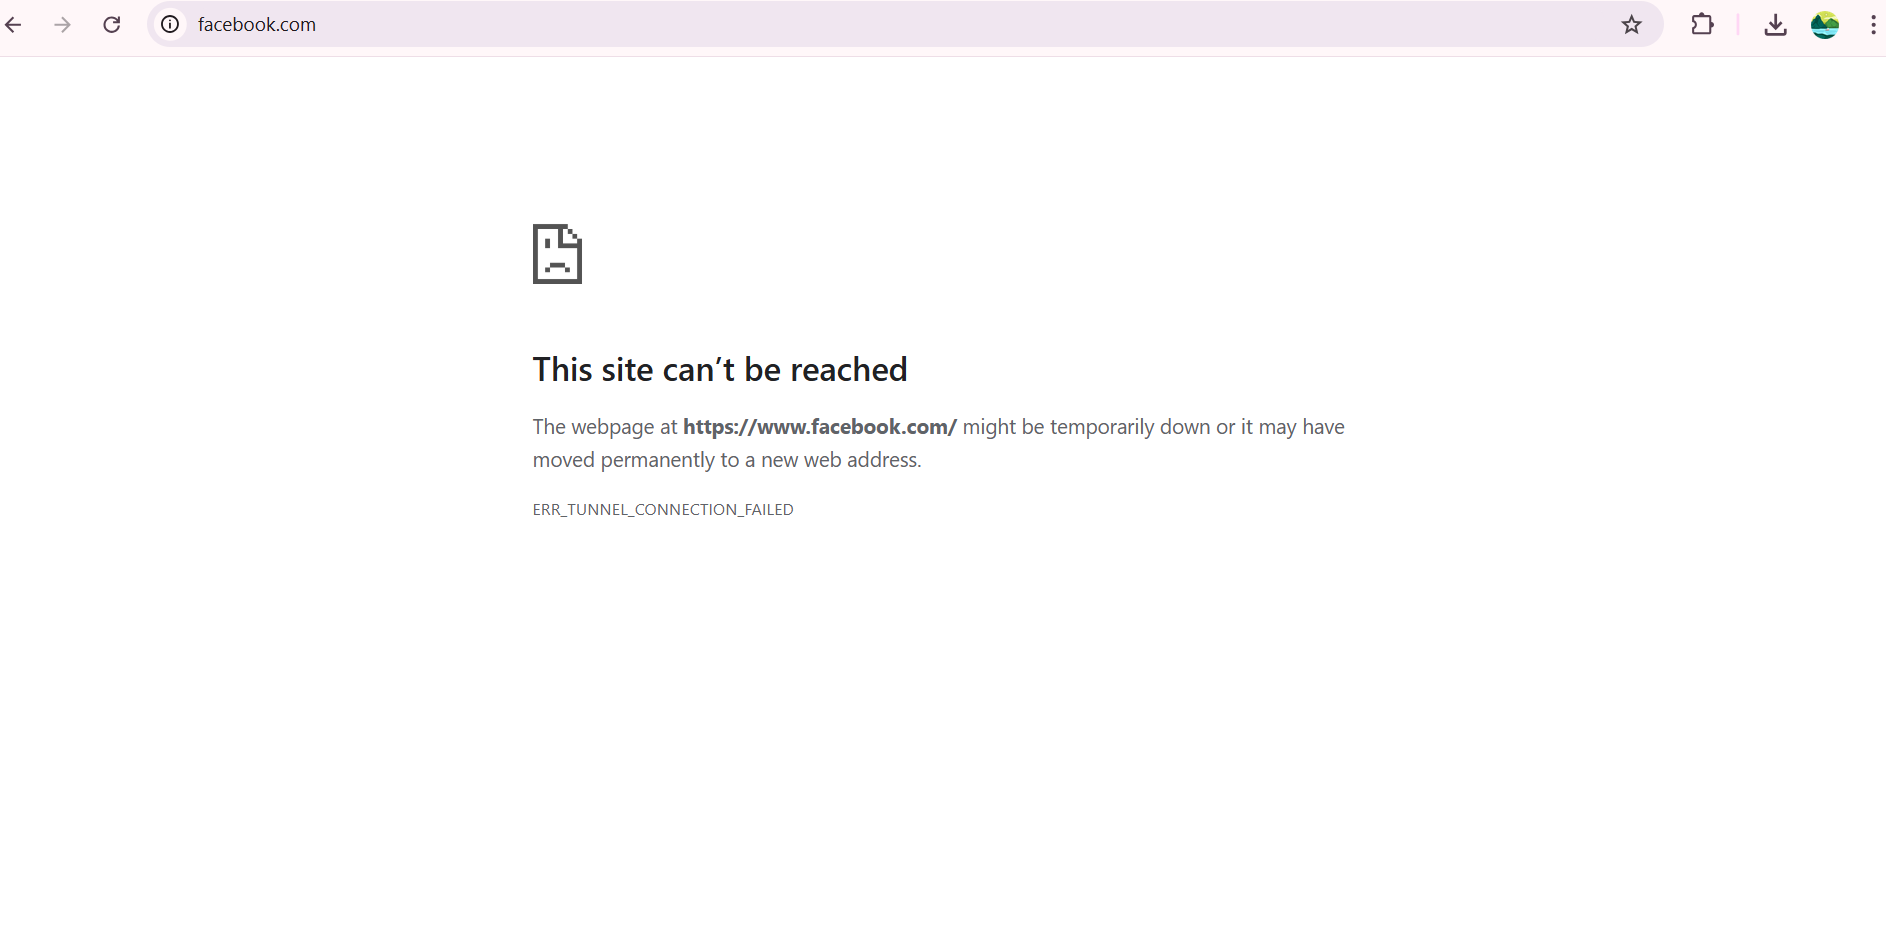 facebook.com
This site can’t be reached
The webpage at https://www.facebook.com/ might be temporarily down or it may have
moved permanently to a new web address.
ERR_TUNNEL_CONNECTION_FAILED